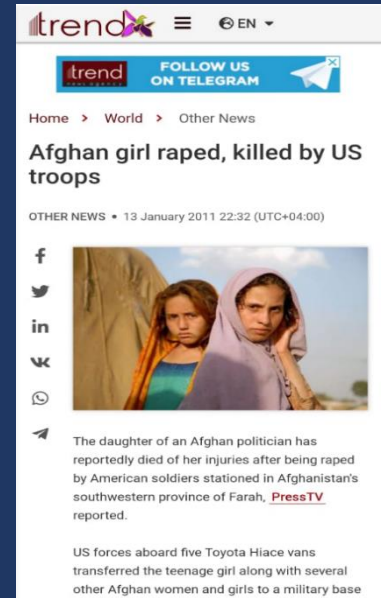 trend
EN
trend
news agency
FOLLOW US
ON TELEGRAM
Home > World > Other News
Afghan girl raped, killed by US
troops
OTHER NEWS • 13 January 2011 22:32 (UTC+04:00)
The daughter of an Afghan politician has
reportedly died of her injuries after being raped
by American soldiers stationed in Afghanistan's
southwestern province of Farah, PressTV
reported.
US forces aboard five Toyota Hiace vans
transferred the teenage girl along with several
other Afghan women and girls to a military base